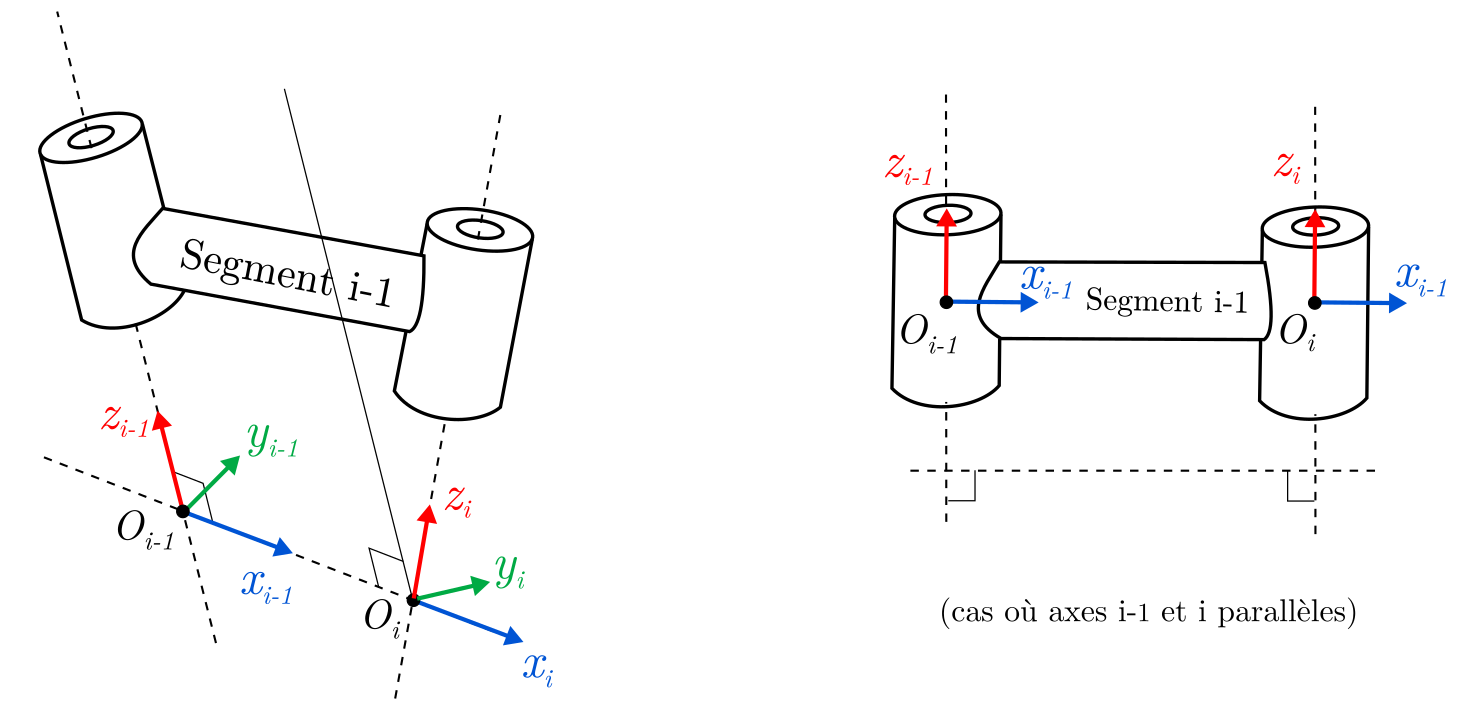 Segment i-1
z_{i-1}
y_{i-1}
O_{i-1}
x_{i-1}
z_i
y_i
O_i
x_i
z_{i-1}
z_i
x_{i-1}
Segment i-1
x_{i-1}
O_{i-1}
O_i
(cas où axes i-1 et i parallèles)